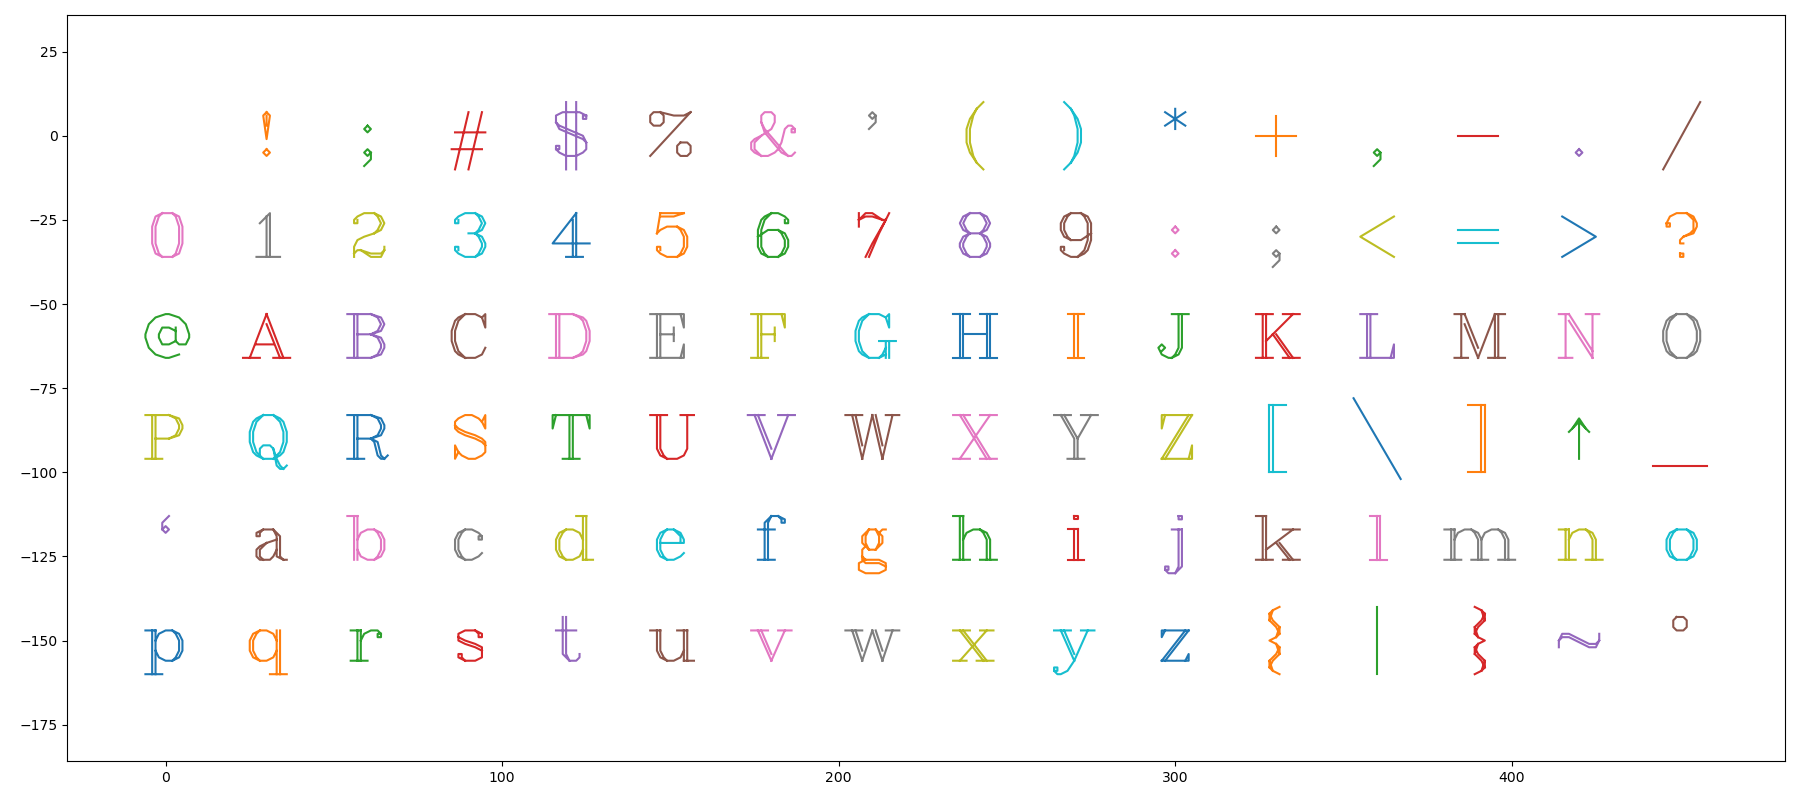 25
0
! ; # $ % & ’ ( ) * + , - . /
−25
0 1 2 3 4 5 6 7 8 9 : ; < = > ?
−50
@ A B C D E F G H I J K L M N O
−75
P Q R S T U V W X Y Z [ \ ] ↑ _
−100
‘ a b c d e f g h i j k l m n o
−125
p q r s t u v w x y z { | } ~ °
−150
−175
0 100 200 300 400